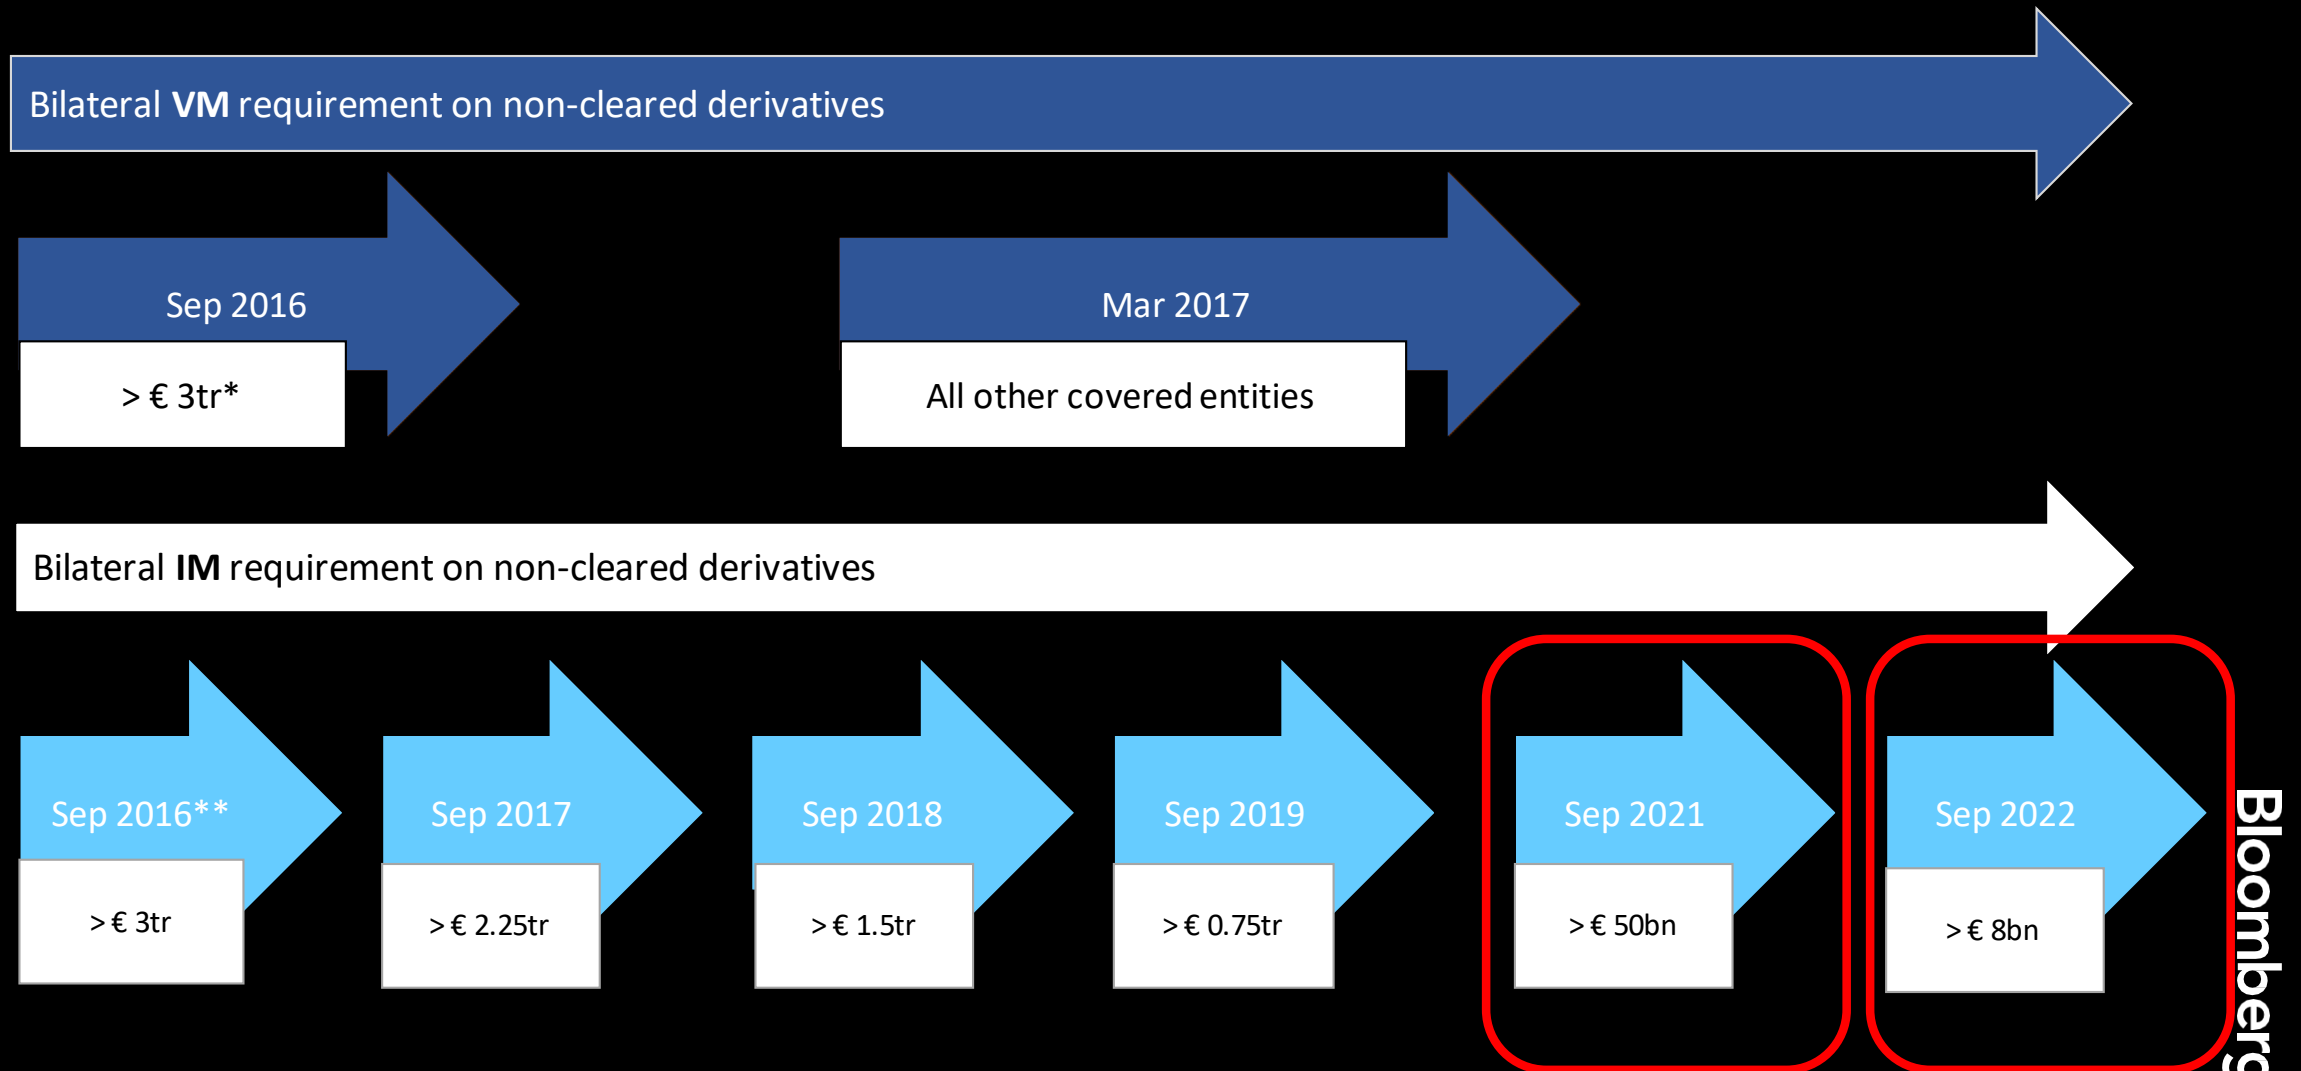 Bilateral VM requirement on non-cleared derivatives
Sep 2016
> € 3tr*
Mar 2017
All other covered entities
Bilateral IM requirement on non-cleared derivatives
Sep 2016**
> € 3tr
Sep 2017
> € 2.25tr
Sep 2018
> € 1.5tr
Sep 2019
> € 0.75tr
Sep 2021
> € 50bn
Sep 2022
> € 8bn
Bloomberg